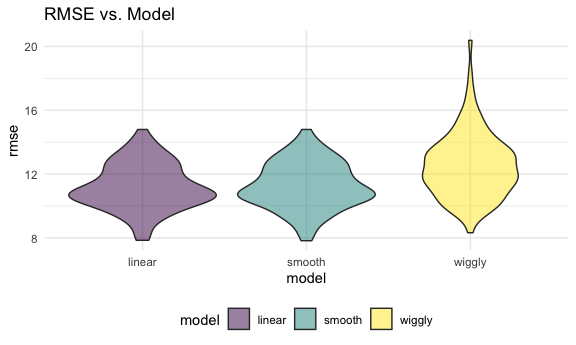 RMSE vs. Model
20
16
12
8
rmse
linear smooth wiggly
model
model linear smooth wiggly